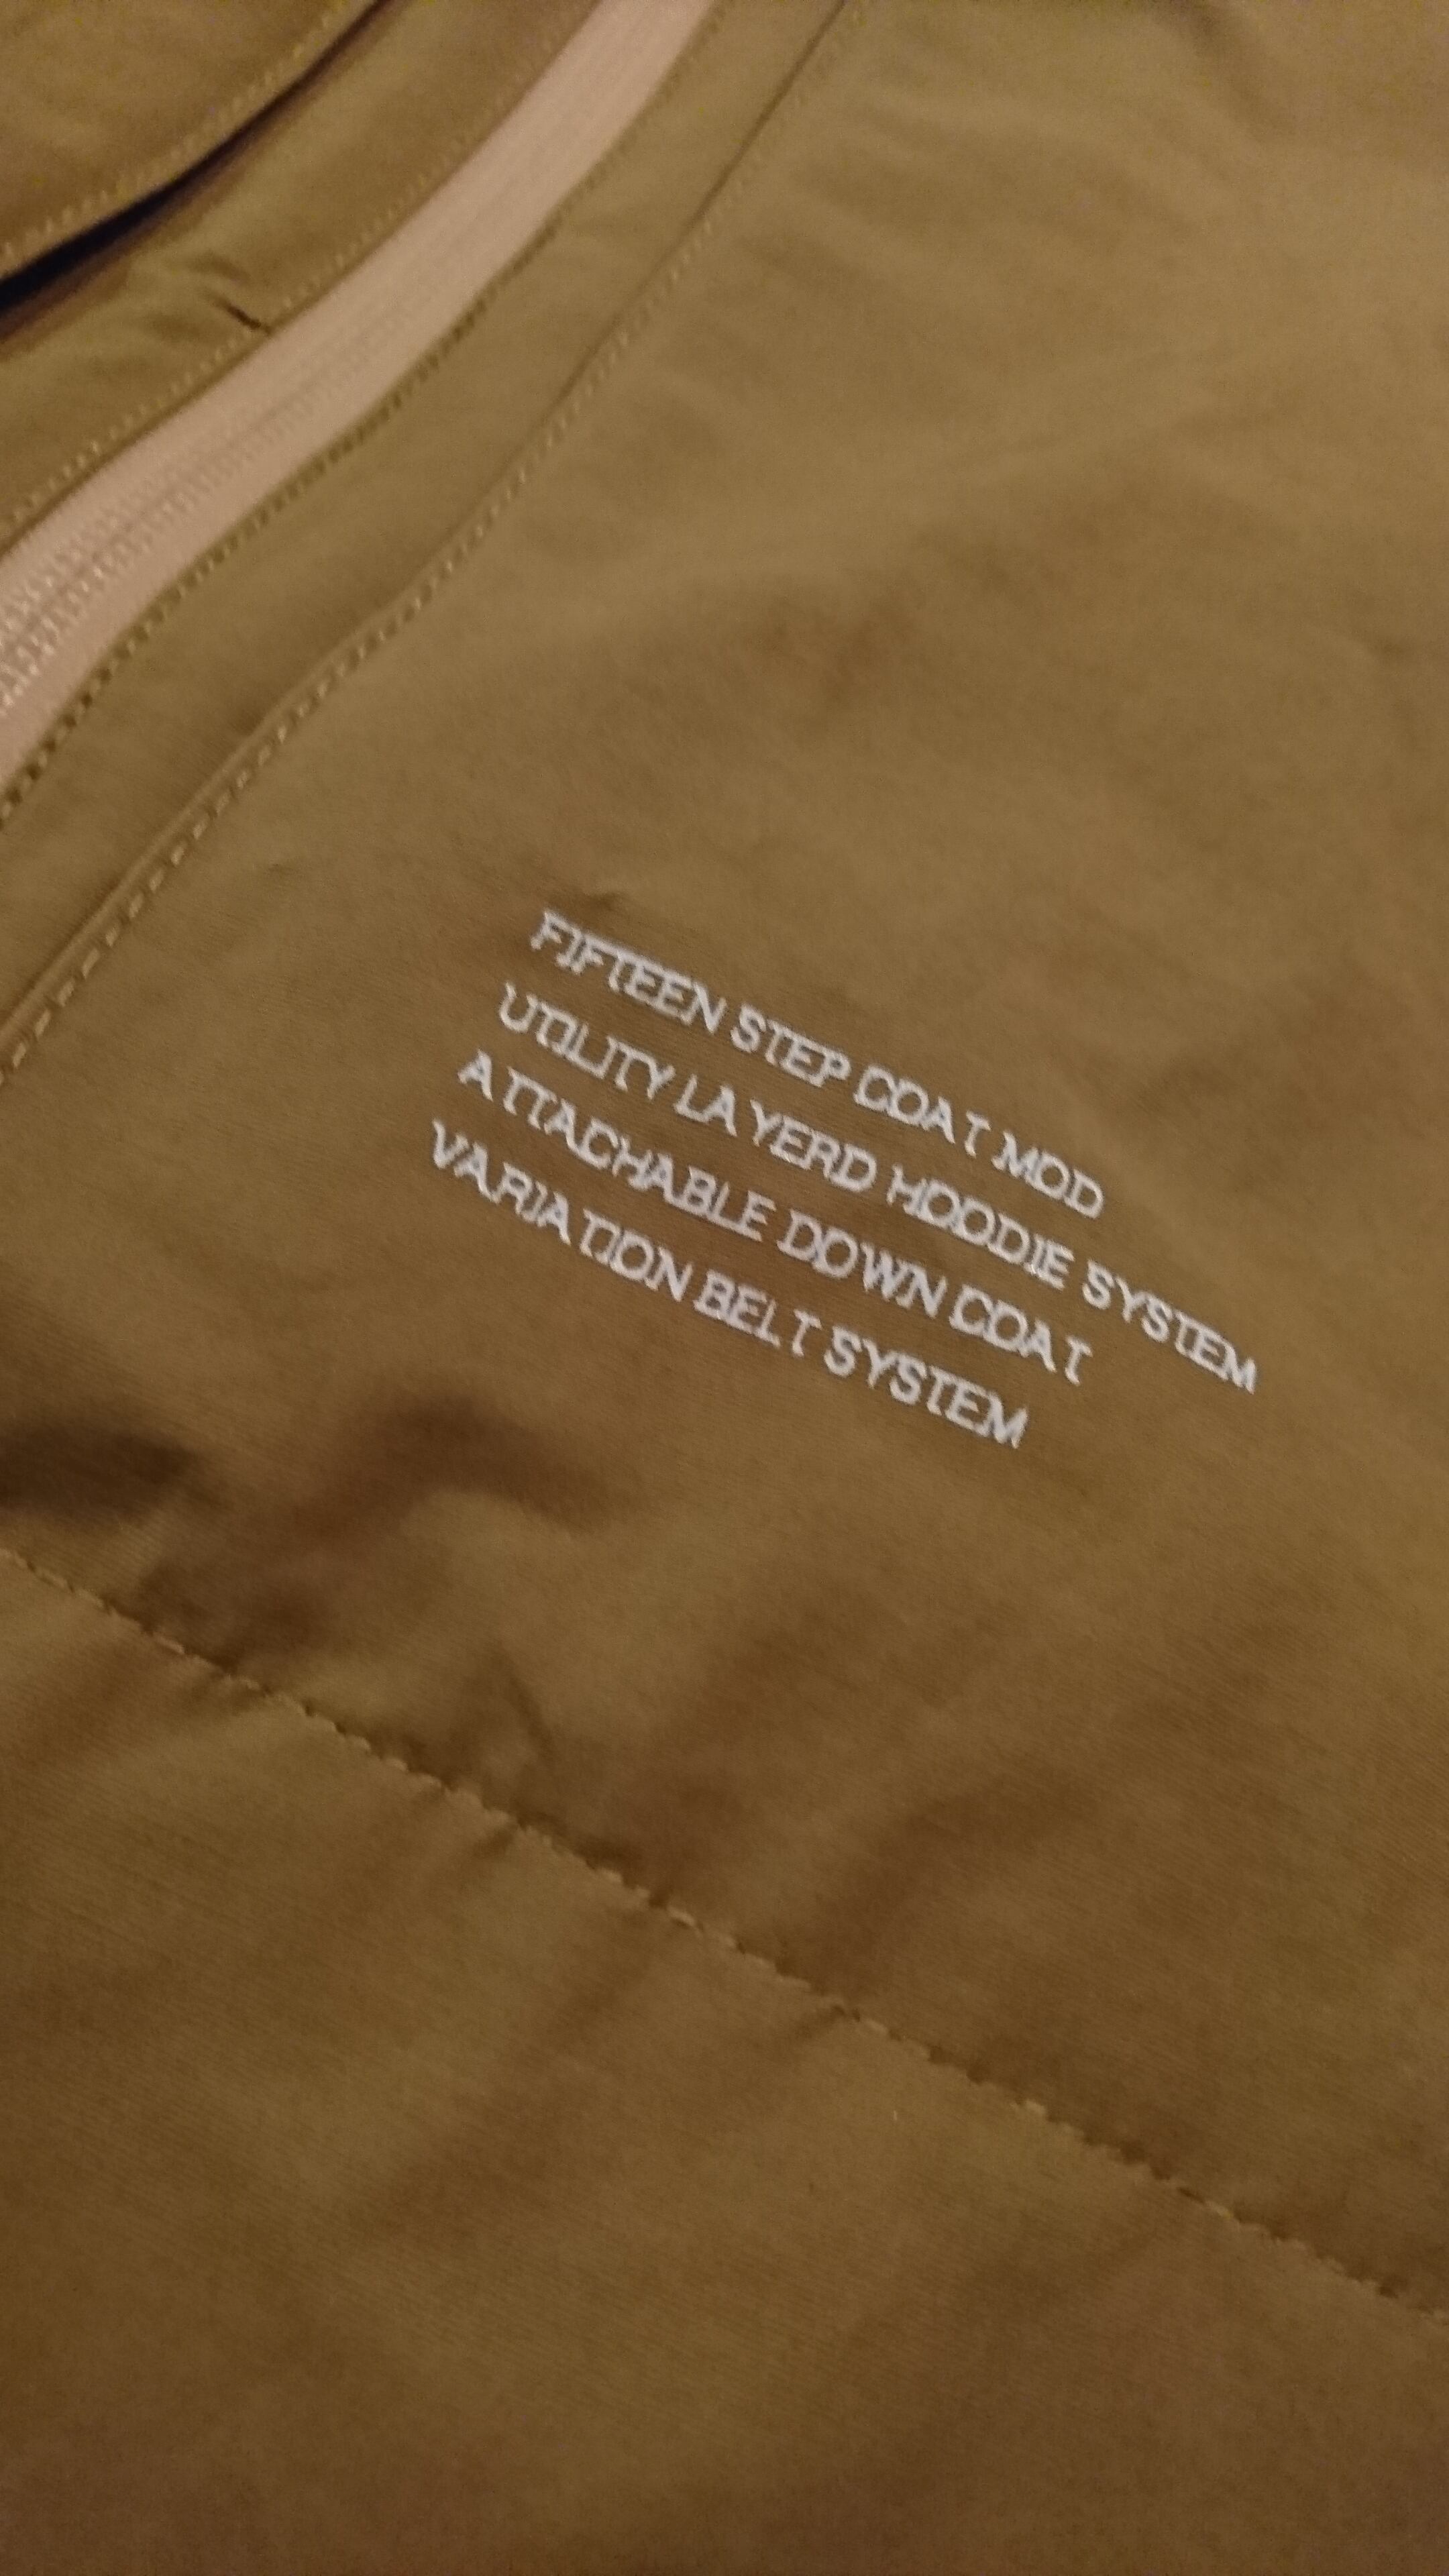 FIFTEEN STEP COAT MOD
UTILITY LAYERD HOODIE SYSTEM
ATTACHABLE DOWN COAT
VARIATION BELT SYSTEM